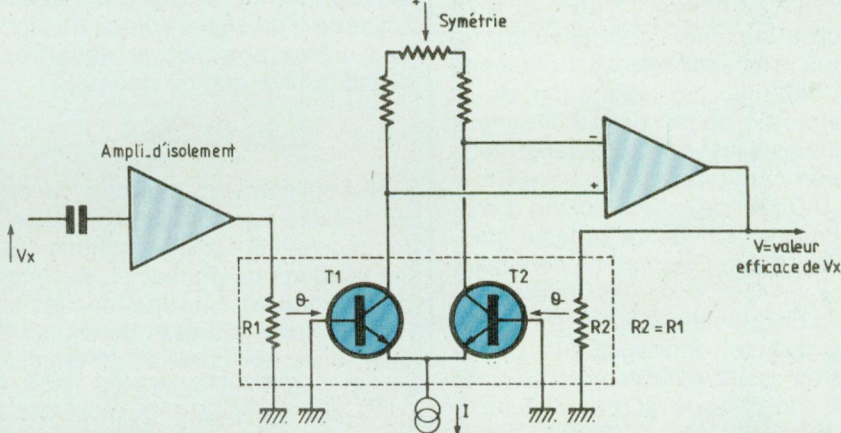 +
Symétrie
Ampli_d'isolement
Vx
R1
θ
T1
T2
θ
R2
R2 = R1
−
+
V=valeur
efficace de Vx
I